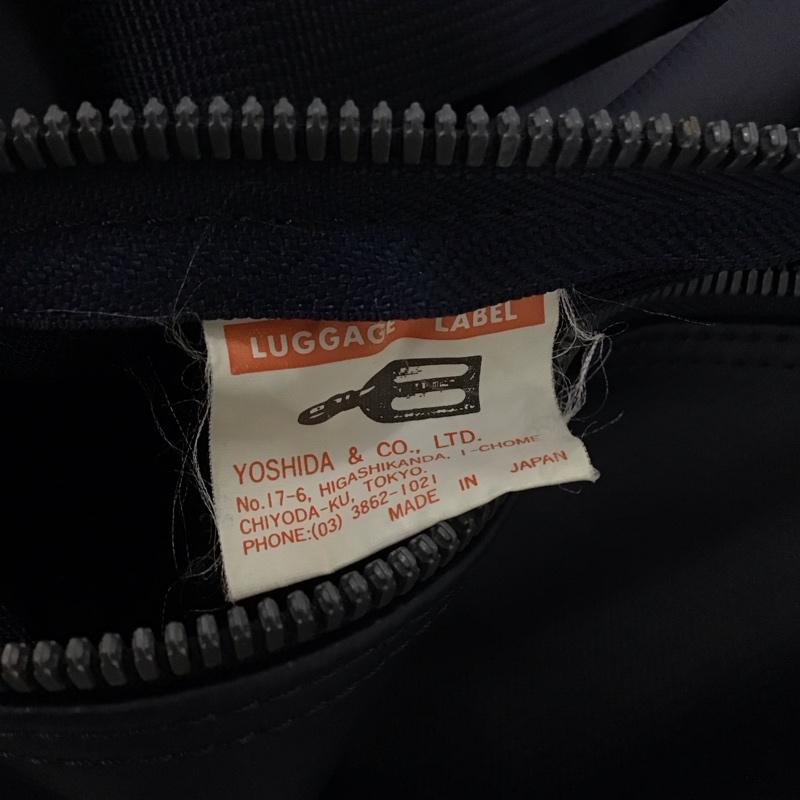 LUGGAGE LABEL
YOSHIDA & CO., LTD.
No.17-6, HIGASHIKANDA, 1-CHOME
CHIYODA-KU, TOKYO.
PHONE:(03) 3862-1021
MADE IN JAPAN